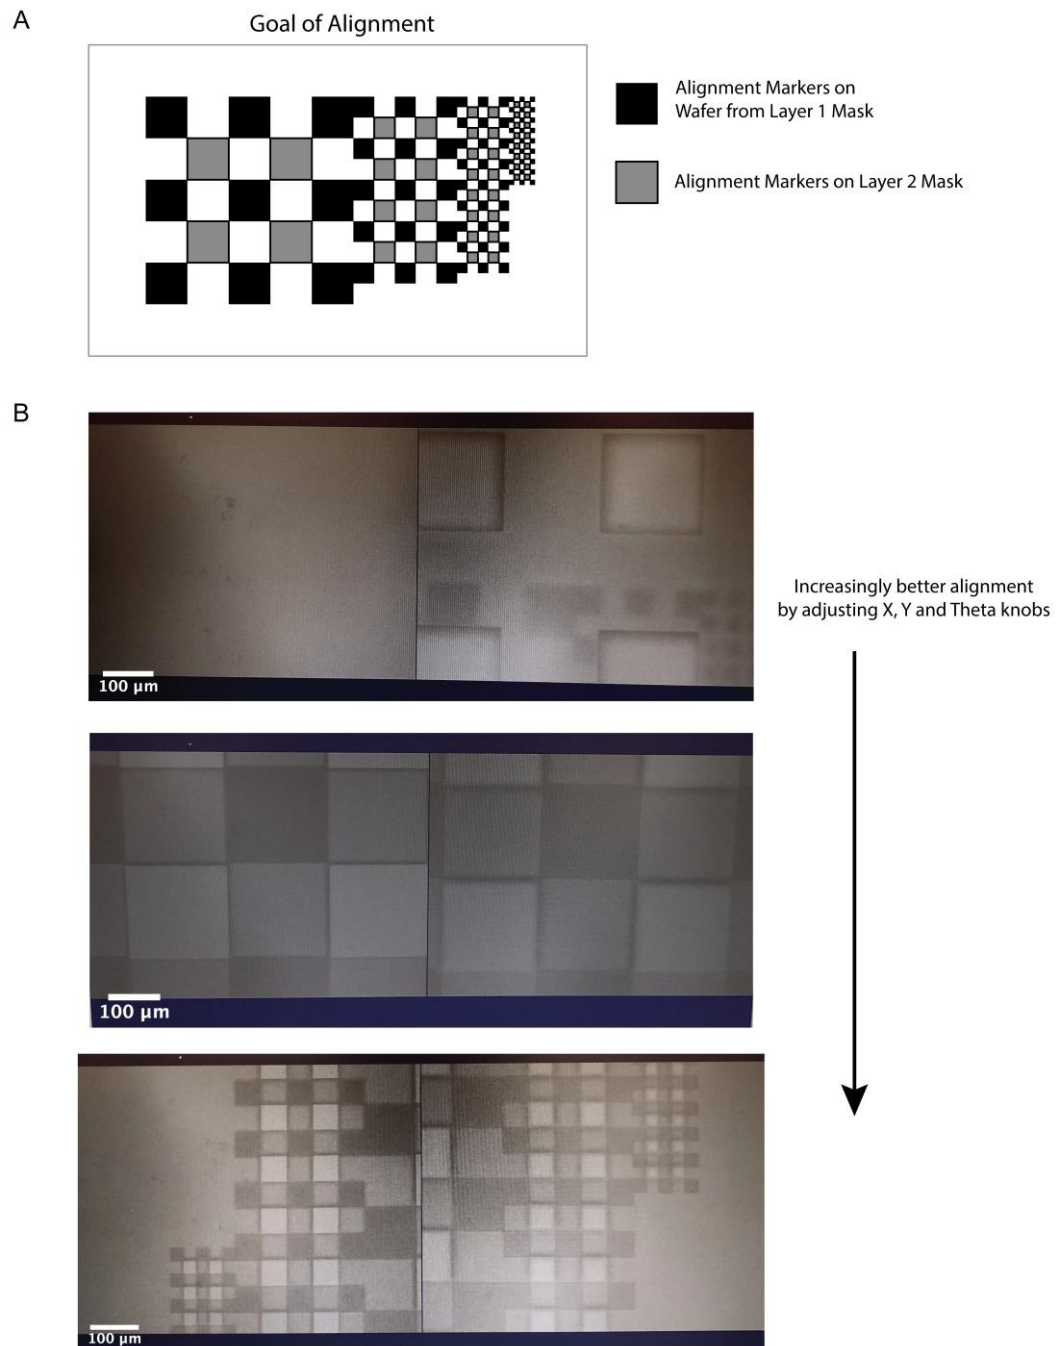 A
Goal of Alignment
Alignment Markers on
Wafer from Layer 1 Mask
Alignment Markers on Layer 2 Mask
B
100 µm
Increasingly better alignment
by adjusting X, Y and Theta knobs
100 µm
100 µm